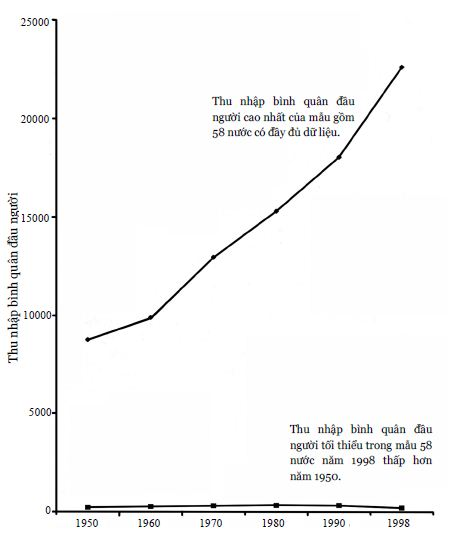 25000
Thu nhập bình quân đầu
người cao nhất của mẫu gồm
58 nước có đầy đủ dữ liệu.
20000
15000
Thu nhập bình quân đầu người
10000
5000
Thu nhập bình quân đầu
người tối thiểu trong mẫu 58
nước năm 1998 thấp hơn
năm 1950.
0
1950 1960 1970 1980 1990 1998